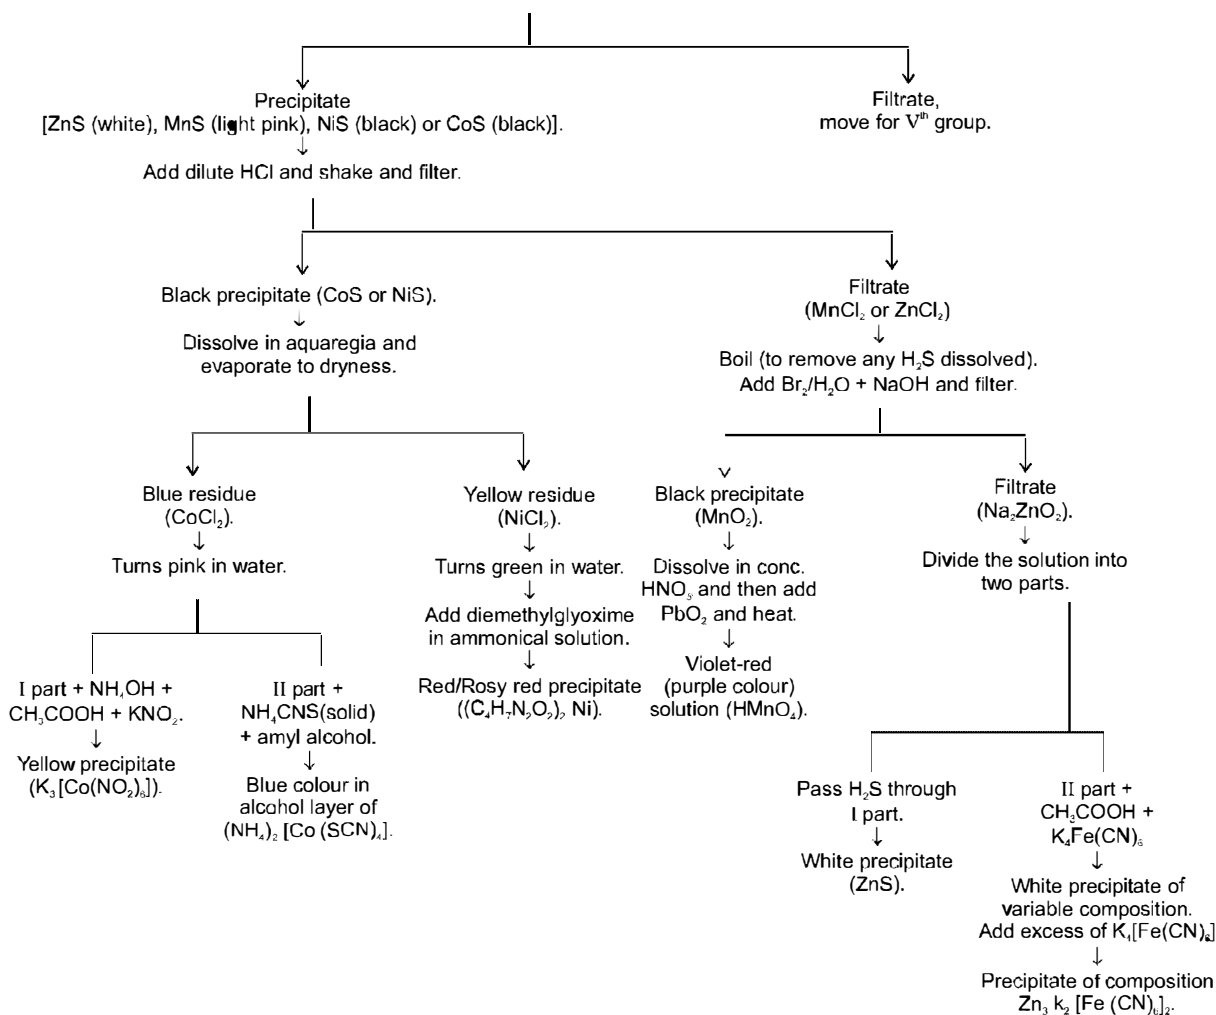 Precipitate
[ZnS (white), MnS (light pink), NiS (black) or CoS (black)].
Filtrate,
move for Vᵗʰ group.
Add dilute HCl and shake and filter.
Black precipitate (CoS or NiS).
Dissolve in aquaregia and
evaporate to dryness.
Filtrate
(MnCl₂ or ZnCl₂)
Boil (to remove any H₂S dissolved).
Add Br₂/H₂O + NaOH and filter.
Blue residue
(CoCl₂).
Turns pink in water.
Yellow residue
(NiCl₂).
Turns green in water.
Add diemethylglyoxime
in ammonical solution.
Red/Rosy red precipitate
((C₄H₇N₂O₂)₂ Ni).
Black precipitate
(MnO₂).
Dissolve in conc.
HNO₃ and then add
PbO₂ and heat.
Violet-red
(purple colour)
solution (HMnO₄).
Filtrate
(Na₂ZnO₂).
Divide the solution into
two parts.
I part + NH₄OH +
CH₃COOH + KNO₂.
Yellow precipitate
(K₃[Co(NO₂)₆]).
II part +
NH₄CNS(solid)
+ amyl alcohol.
Blue colour in
alcohol layer of
(NH₄)₂ [Co (SCN)₄].
Pass H₂S through
I part.
White precipitate
(ZnS).
II part +
CH₃COOH +
K₄Fe(CN)₆
White precipitate of
variable composition.
Add excess of K₄[Fe(CN)₆]
Precipitate of composition
Zn₃ k₂ [Fe (CN)₆]₂.